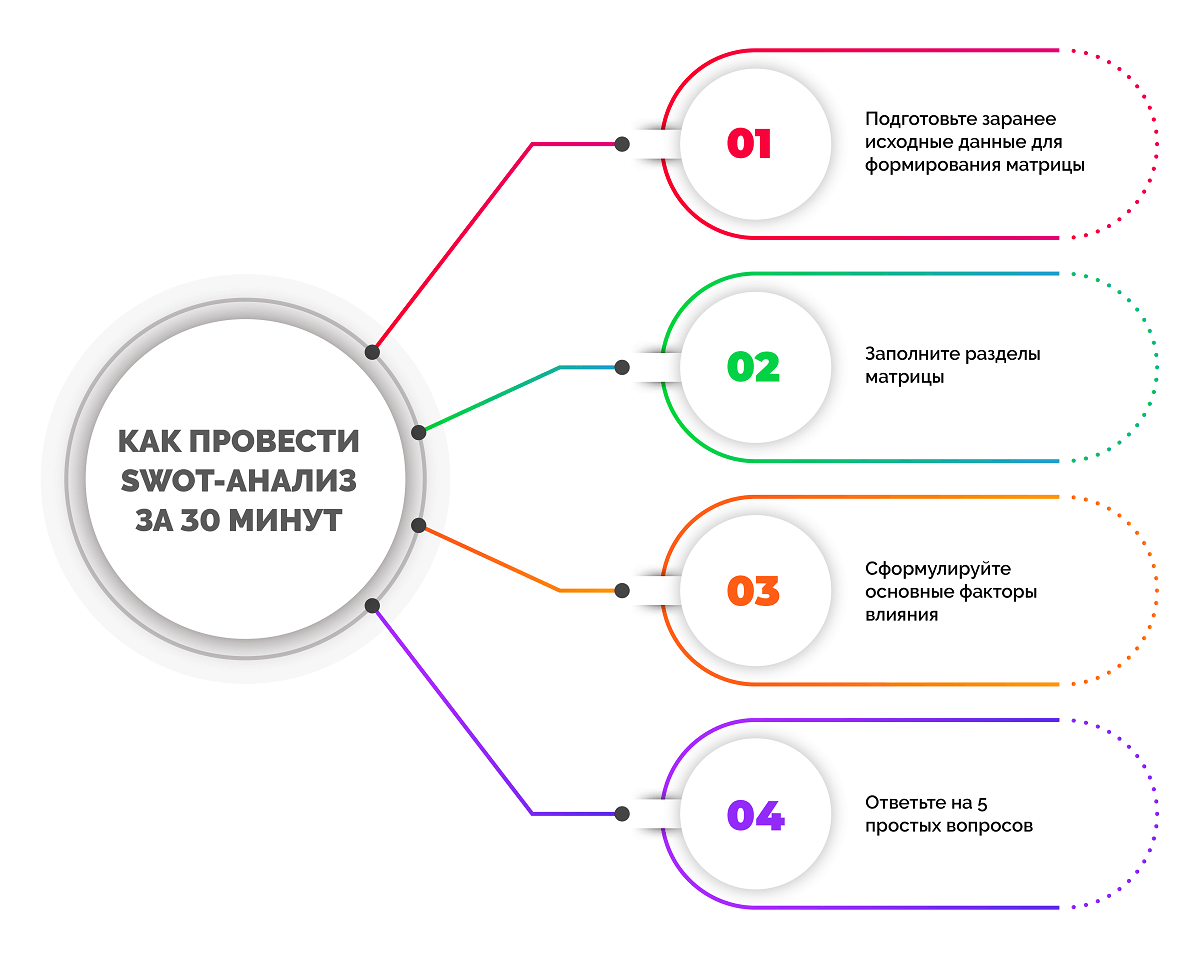 КАК ПРОВЕСТИ
SWOT-АНАЛИЗ
ЗА 30 МИНУТ
01
Подготовьте заранее
исходные данные для
формирования матрицы
02
Заполните разделы
матрицы
03
Сформулируйте
основные факторы
влияния
04
Ответьте на 5
простых вопросов